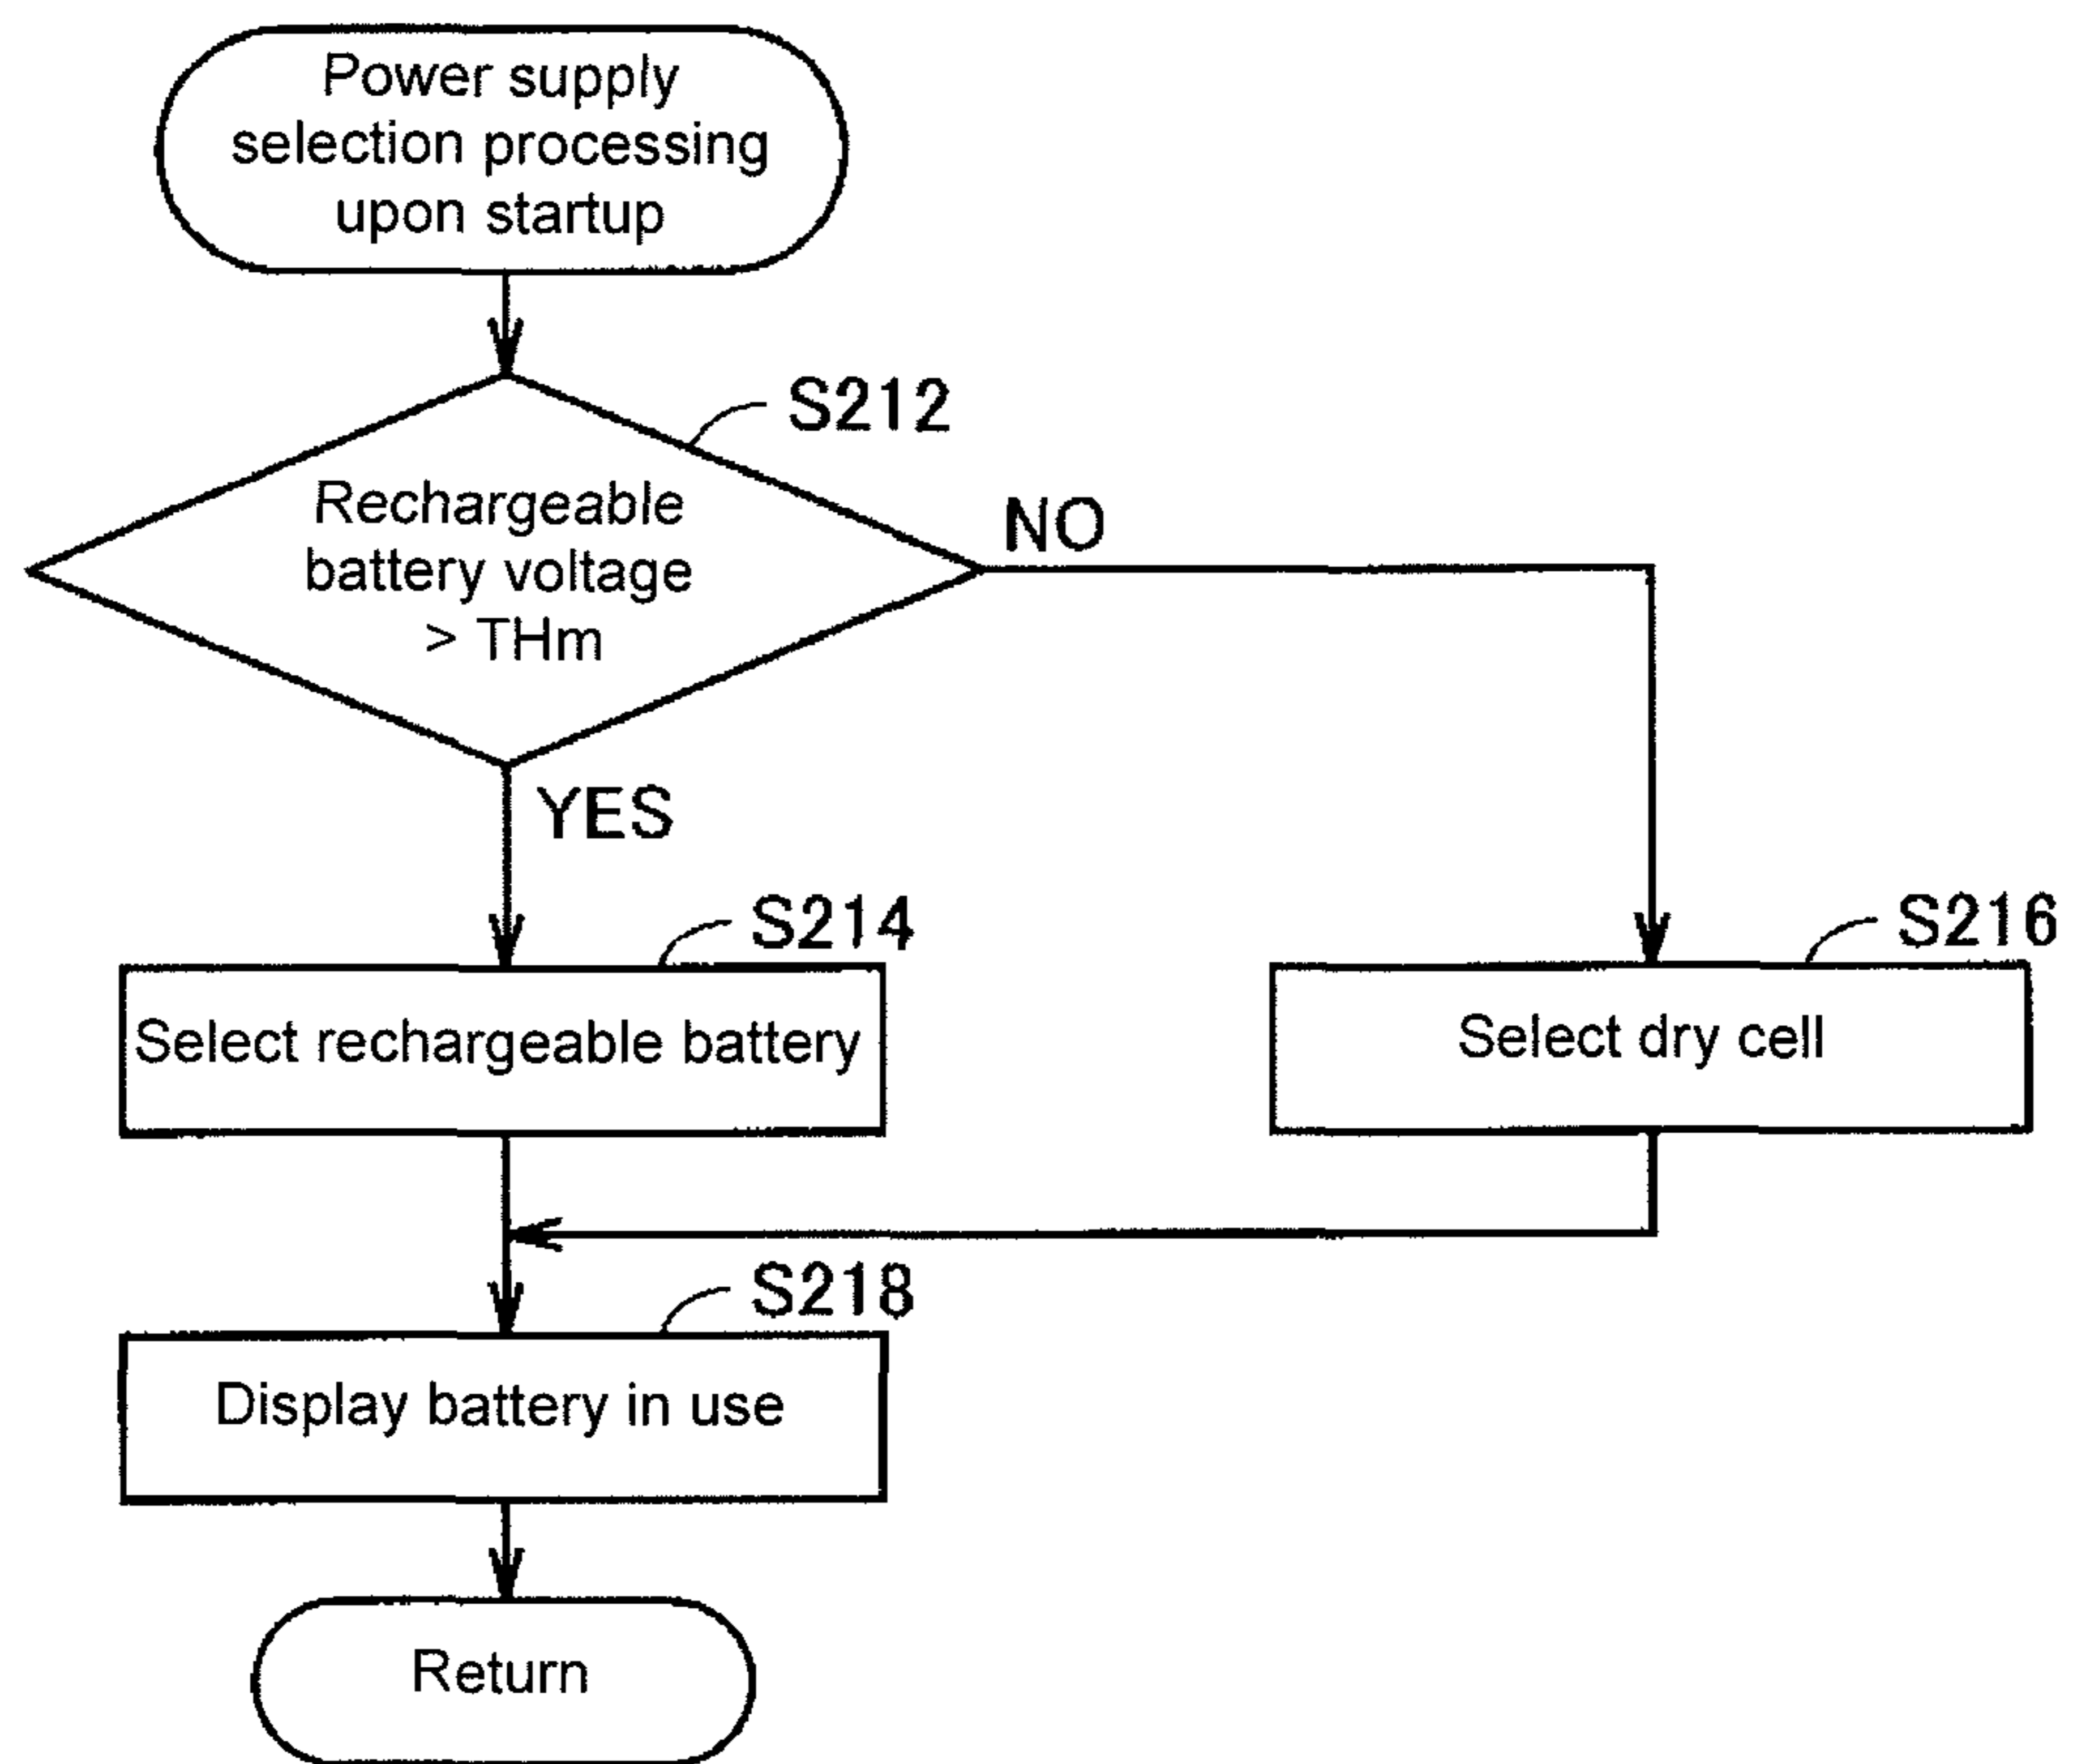 Power supply
selection processing
upon startup
S212
Rechargeable
battery voltage
> THm
NO
YES
S214
Select rechargeable battery
S216
Select dry cell
S218
Display battery in use
Return